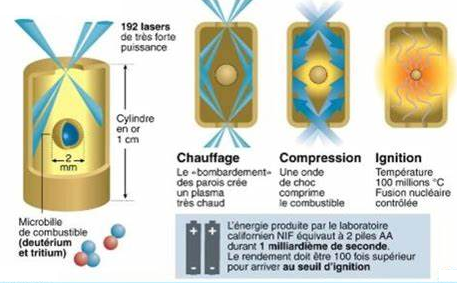 192 lasers
de très forte
puissance
Cylindre
en or
1 cm
2
mm
Microbille
de combustible
(deutérium
et tritium)
Chauffage
Le «bombardement»
des parois crée
un plasma
très chaud
Compression
Une onde
de choc
comprime
le combustible
Ignition
Température
100 millions °C
Fusion nucléaire
contrôlée
+ +
- -
L'énergie produite par le laboratoire
californien NIF équivaut à 2 piles AA
durant 1 milliardième de seconde.
Le rendement doit être 100 fois supérieur
pour arriver au seuil d'ignition